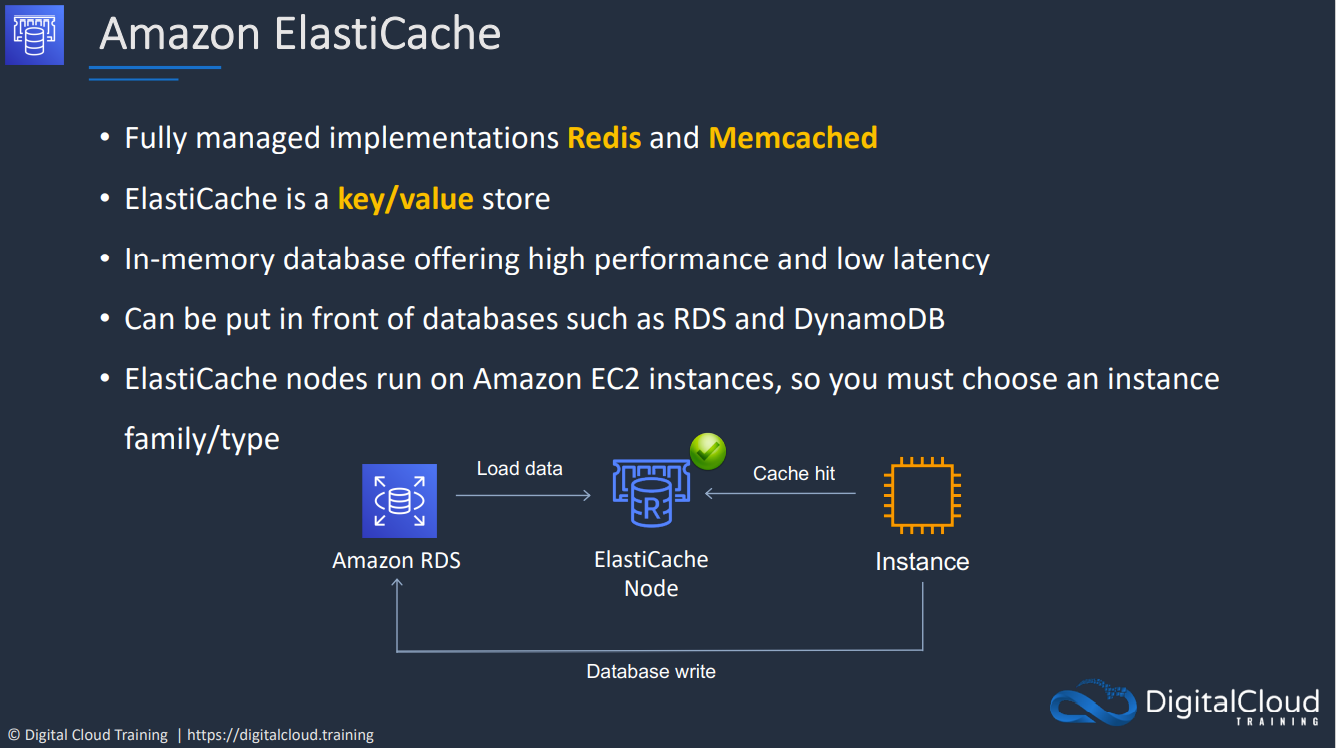 Amazon ElastiCache
• Fully managed implementations Redis and Memcached
• ElastiCache is a key/value store
• In-memory database offering high performance and low latency
• Can be put in front of databases such as RDS and DynamoDB
• ElastiCache nodes run on Amazon EC2 instances, so you must choose an instance
family/type
Load data
Cache hit
R
Amazon RDS
ElastiCache
Node
Instance
Database write
DigitalCloud
TRAINING
© Digital Cloud Training | https://digitalcloud.training